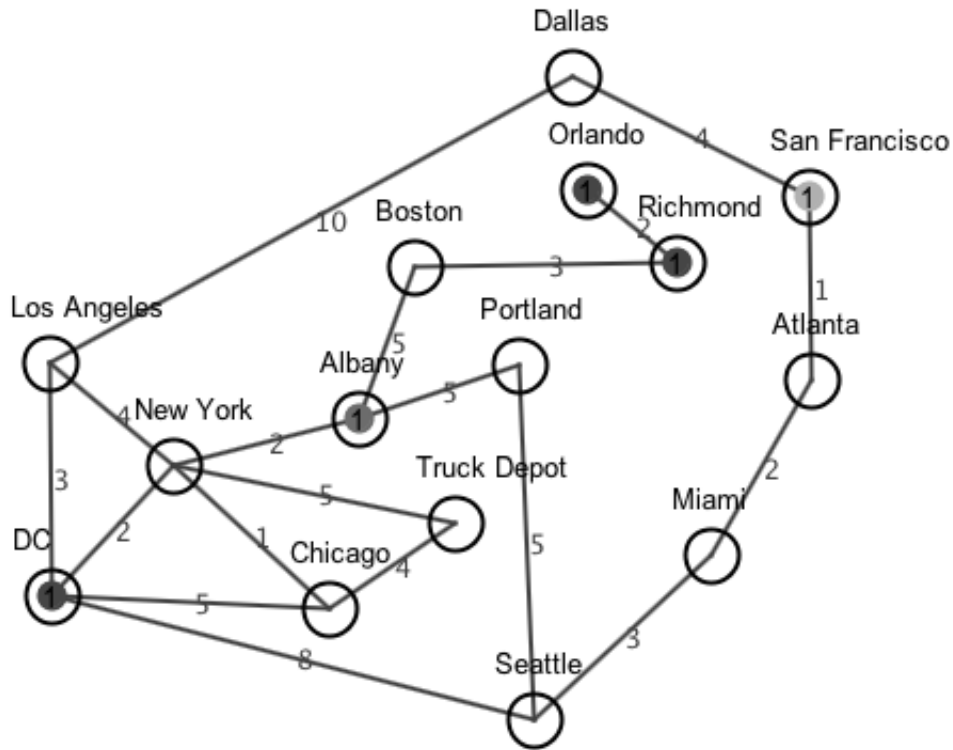 Dallas
Orlando
4
San Francisco
1
1
Richmond
Boston
10
2
3
1
1
Los Angeles
Portland
Atlanta
5
Albany
5
4
New York
1
2
Truck Depot
3
5
2
Miami
DC
2
1
Chicago
4
5
1
5
8
3
Seattle